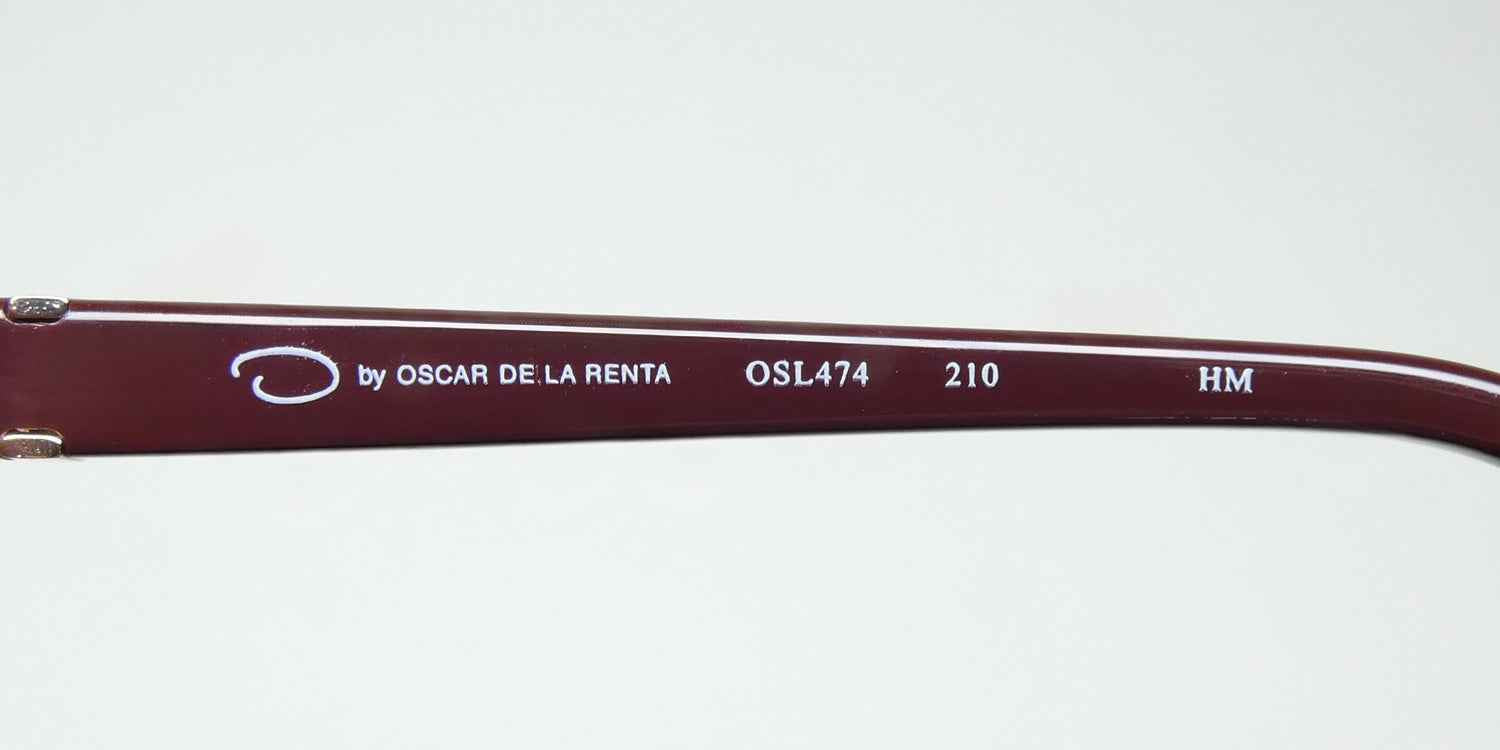 O by OSCAR DE LA RENTA OSL474 210 HM